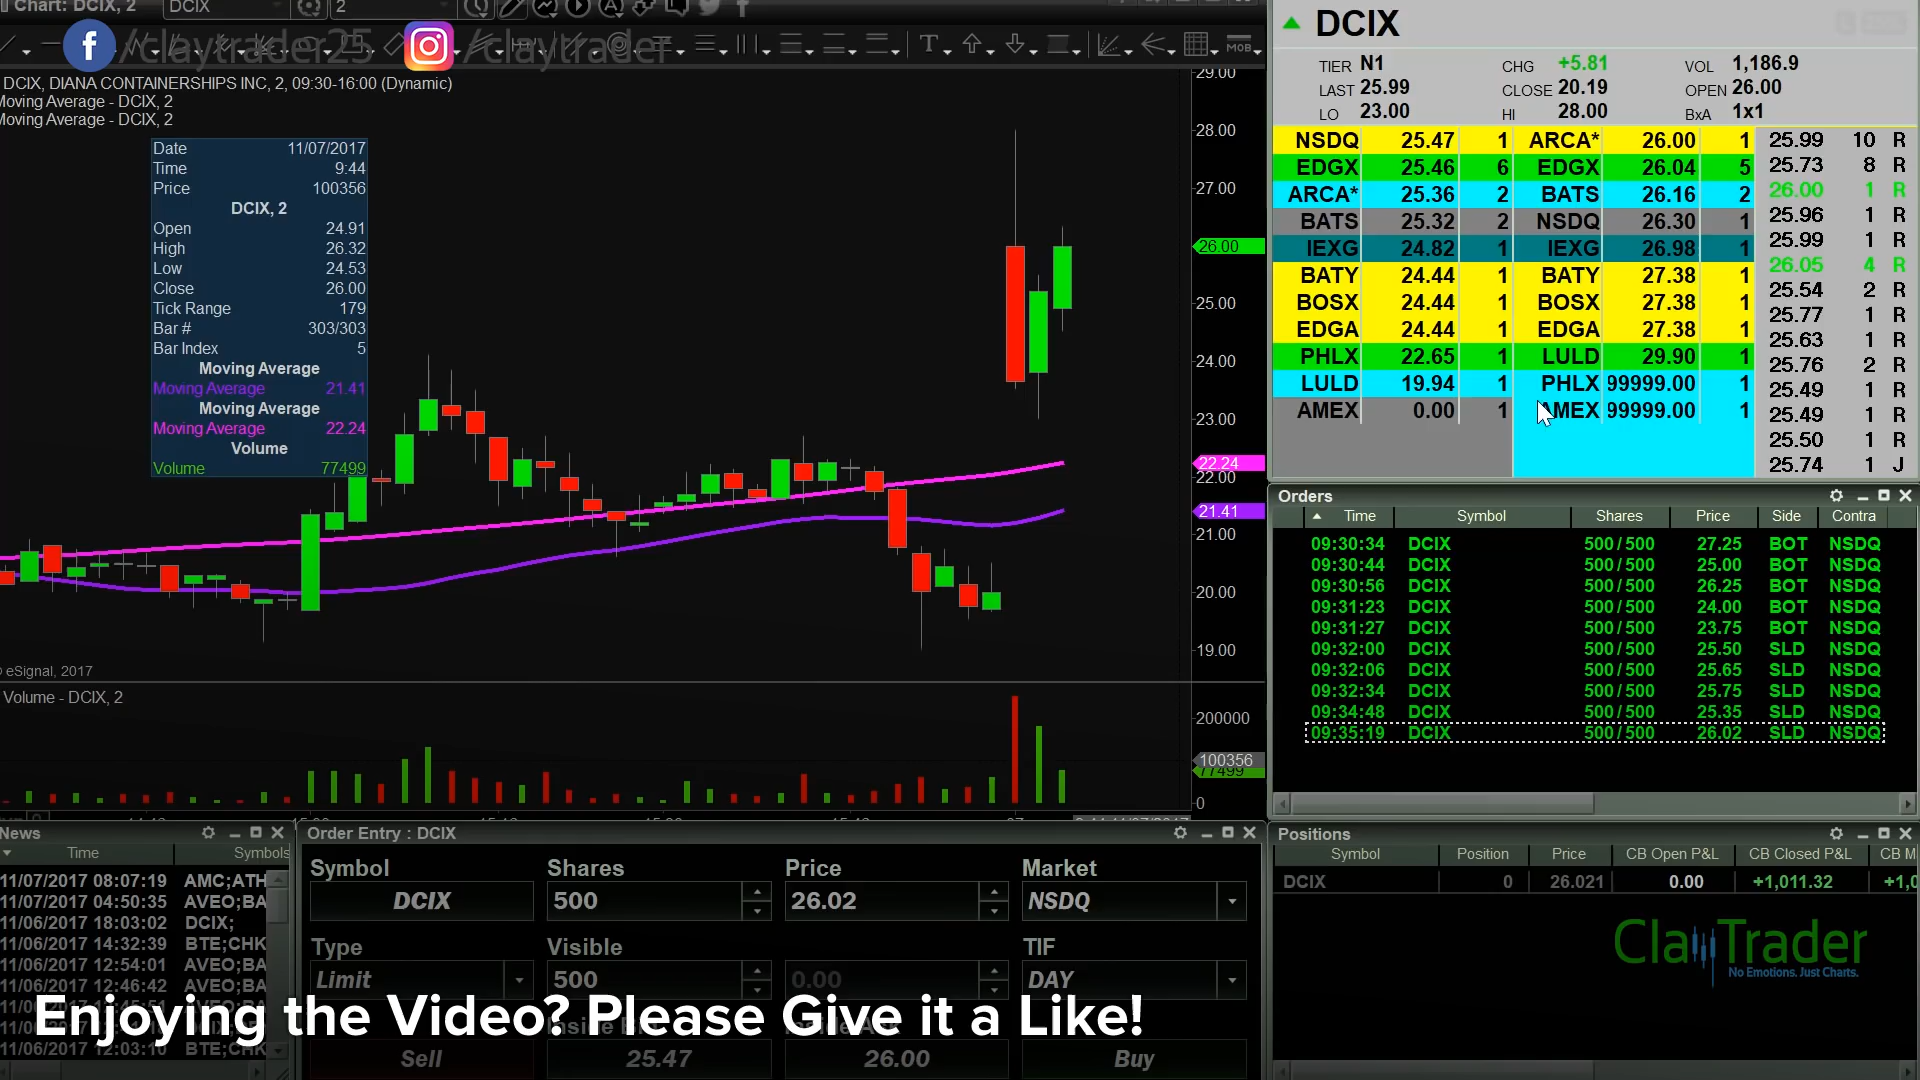 Chart: DCIX, 2
DCIX
2
/claytrader25
/claytrader
T
MOB
DCIX, DIANA CONTAINERSHIPS INC, 2, 09:30-16:00 (Dynamic)
Moving Average - DCIX, 2
Moving Average - DCIX, 2
Date 11/07/2017
Time 9:44
Price 100356
DCIX, 2
Open 24.91
High 26.32
Low 24.53
Close 26.00
Tick Range 179
Bar # 303/303
Bar Index 5
Moving Average
Moving Average 21.41
Moving Average
Moving Average 22.24
Volume
Volume 77499
29.00
28.00
27.00
26.00
25.00
24.00
23.00
22.24
22.00
21.41
21.00
20.00
19.00
eSignal, 2017
Volume - DCIX, 2
200000
100356
77499
0
DCIX
TIER N1 CHG +5.81 VOL 1,186.9
LAST 25.99 CLOSE 20.19 OPEN 26.00
LO 23.00 HI 28.00 BxA 1x1
NSDQ 25.47 1 ARCA* 26.00 1
EDGX 25.46 6 EDGX 26.04 5
ARCA* 25.36 2 BATS 26.16 2
BATS 25.32 2 NSDQ 26.30 1
IEXG 24.82 1 IEXG 26.98 1
BATY 24.44 1 BATY 27.38 1
BOSX 24.44 1 BOSX 27.38 1
EDGA 24.44 1 EDGA 27.38 1
PHLX 22.65 1 LULD 29.90 1
LULD 19.94 1 PHLX 99999.00 1
AMEX 0.00 1 AMEX 99999.00 1
25.99 10 R
25.73 8 R
26.00 1 R
25.96 1 R
25.99 1 R
26.05 4 R
25.54 2 R
25.77 1 R
25.63 1 R
25.76 2 R
25.49 1 R
25.49 1 R
25.50 1 R
25.74 1 J
Orders
Time Symbol Shares Price Side Contra
09:30:34 DCIX 500/500 27.25 BOT NSDQ
09:30:44 DCIX 500/500 25.00 BOT NSDQ
09:30:56 DCIX 500/500 26.25 BOT NSDQ
09:31:23 DCIX 500/500 24.00 BOT NSDQ
09:31:27 DCIX 500/500 23.75 BOT NSDQ
09:32:00 DCIX 500/500 25.50 SLD NSDQ
09:32:06 DCIX 500/500 25.65 SLD NSDQ
09:32:34 DCIX 500/500 25.75 SLD NSDQ
09:34:48 DCIX 500/500 25.35 SLD NSDQ
09:35:19 DCIX 500/500 26.02 SLD NSDQ
News
Time Symbols
11/07/2017 08:07:19 AMC;ATH
11/07/2017 04:50:35 AVEO;BA
11/06/2017 18:03:02 DCIX;
11/06/2017 14:32:39 BTE;CHK
11/06/2017 12:54:01 AVEO;BA
11/06/2017 12:46:42 AVEO;BA
11/06/2017 12:03:10 BTE;CHK
Order Entry : DCIX
Symbol Shares Price Market
DCIX 500 26.02 NSDQ
Type Visible TIF
Limit 500 0.00 DAY
Sell 25.47 26.00 Buy
Enjoying the Video? Please Give it a Like!
Positions
Symbol Position Price CB Open P&L CB Closed P&L CB M
DCIX 0 26.021 0.00 +1,011.32 +1,0
ClayTrader
No Emotions. Just Charts.